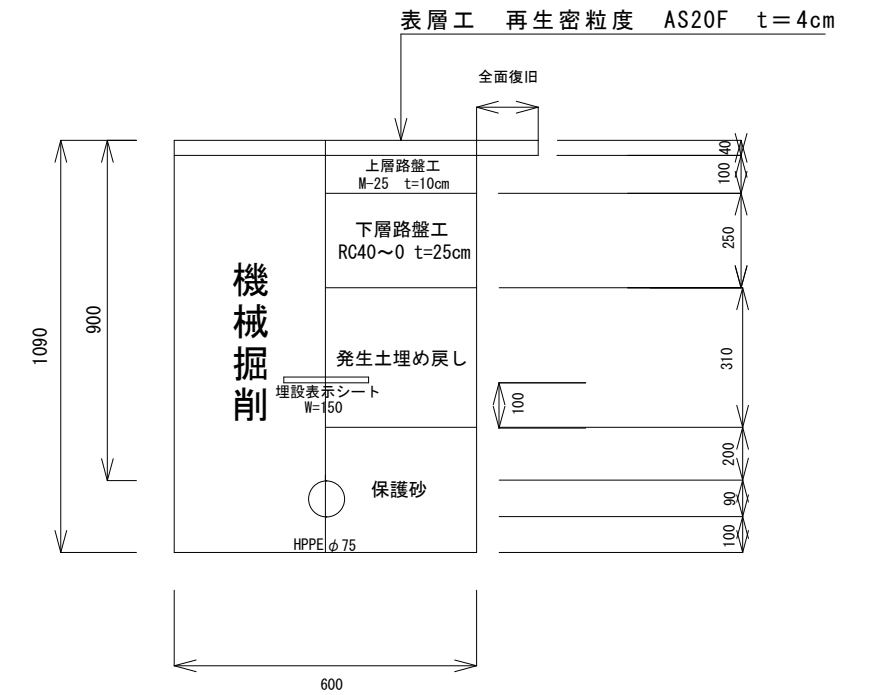 表層工　再生密粒度　AS20F　t=4cm
全面復旧
上層路盤工
M-25　t=10cm
下層路盤工
RC40～0 t=25cm
機械掘削
発生土埋め戻し
埋設表示シート
W=150
保護砂
HPPE φ75
1090
900
40
100
250
310
100
200
90
100
600